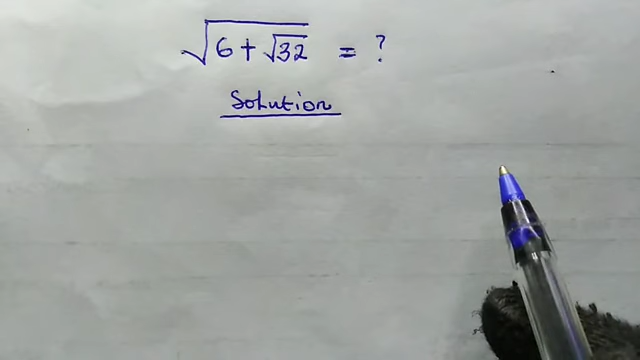 √(6 + √32) = ?
Solution